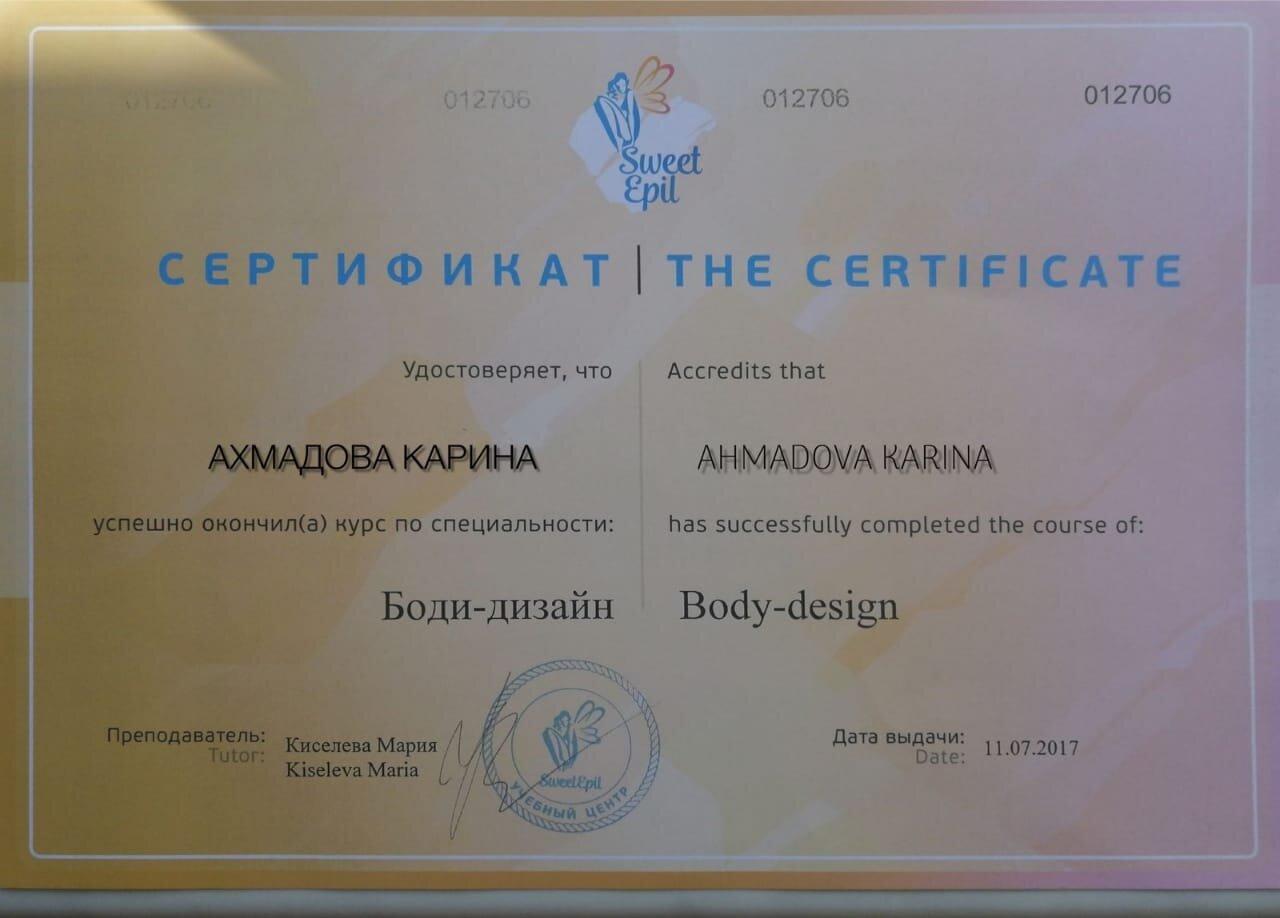 012706 012706 012706 012706
Sweet
Epil
СЕРТИФИКАТ | THE CERTIFICATE
Удостоверяет, что
Accredits that
АХМАДОВА КАРИНА
AHMADOVA KARINA
успешно окончил(а) курс по специальности:
has successfully completed the course of:
Боди-дизайн
Body-design
Преподаватель:
Tutor:
Киселева Мария
Kiseleva Maria
SweetEpil
УЧЕБНЫЙ ЦЕНТР
Дата выдачи:
Date:
11.07.2017